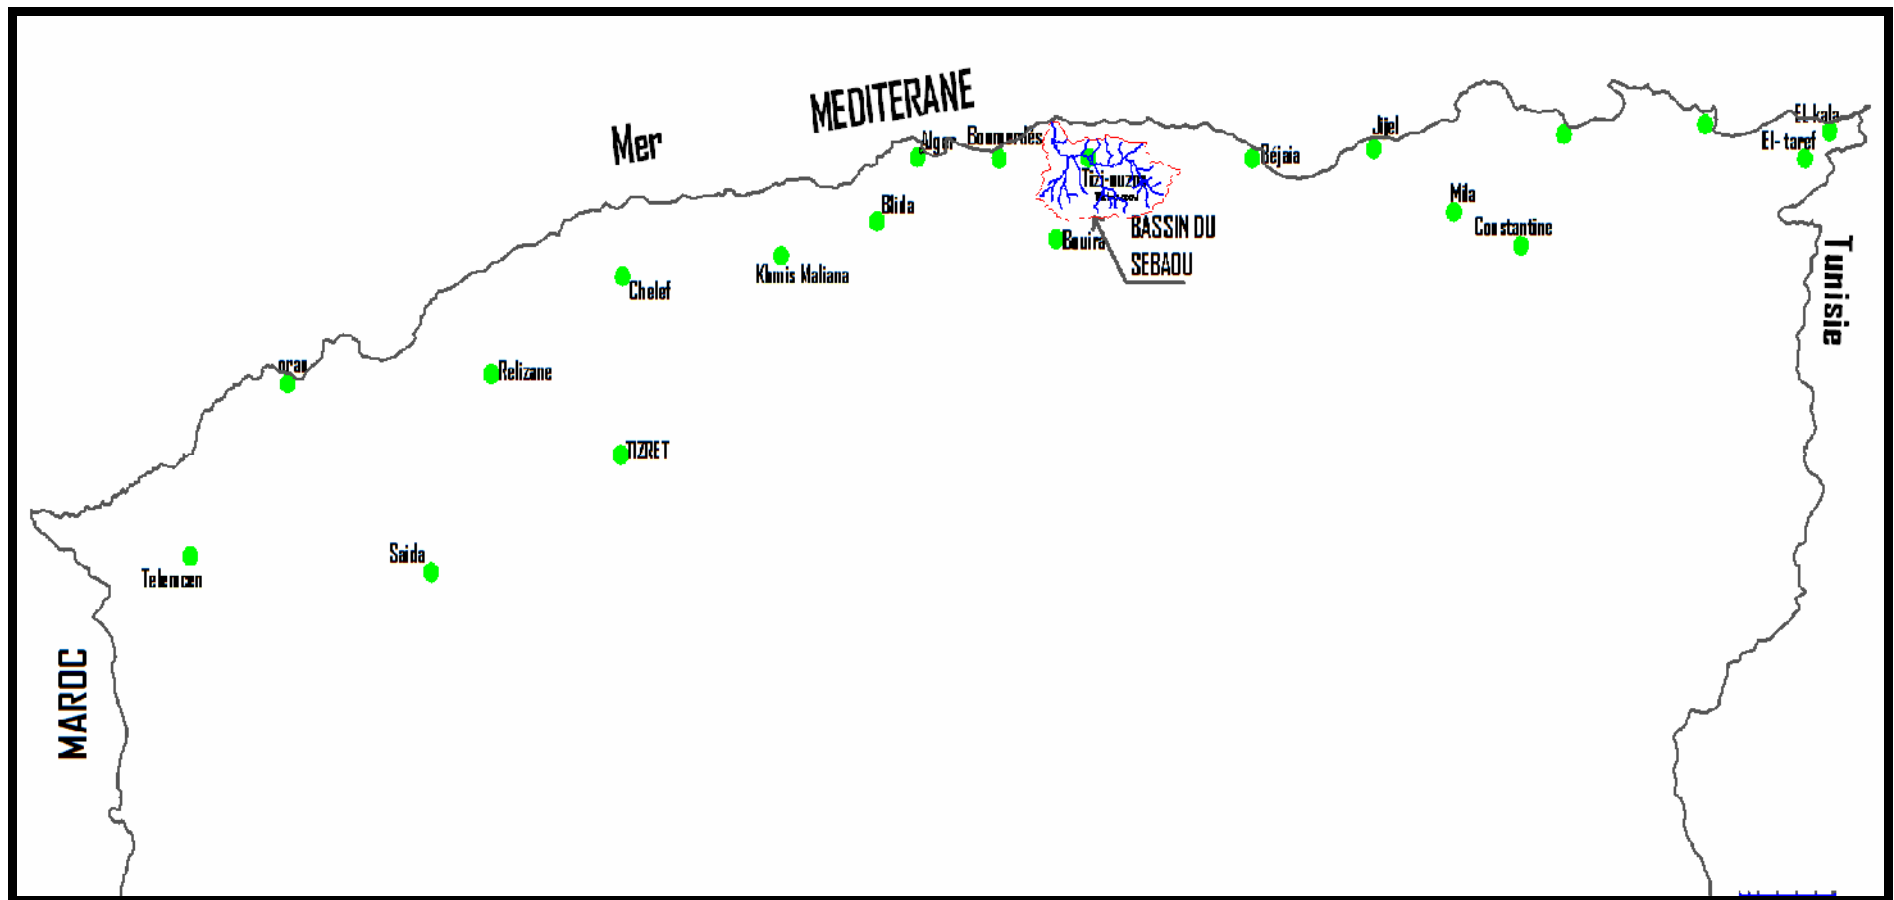 Mer
MEDITERANE
El-kala
Jijel
Alger
Boumerdés
El-taref
Béjaia
Tizi-ouzou
Mila
Blida
Constantine
BASSIN DU
SEBAOU
Bouira
Tunisie
Khmis Maliana
Chelef
oran
Relizane
TIZRET
Saida
Telemcen
MAROC